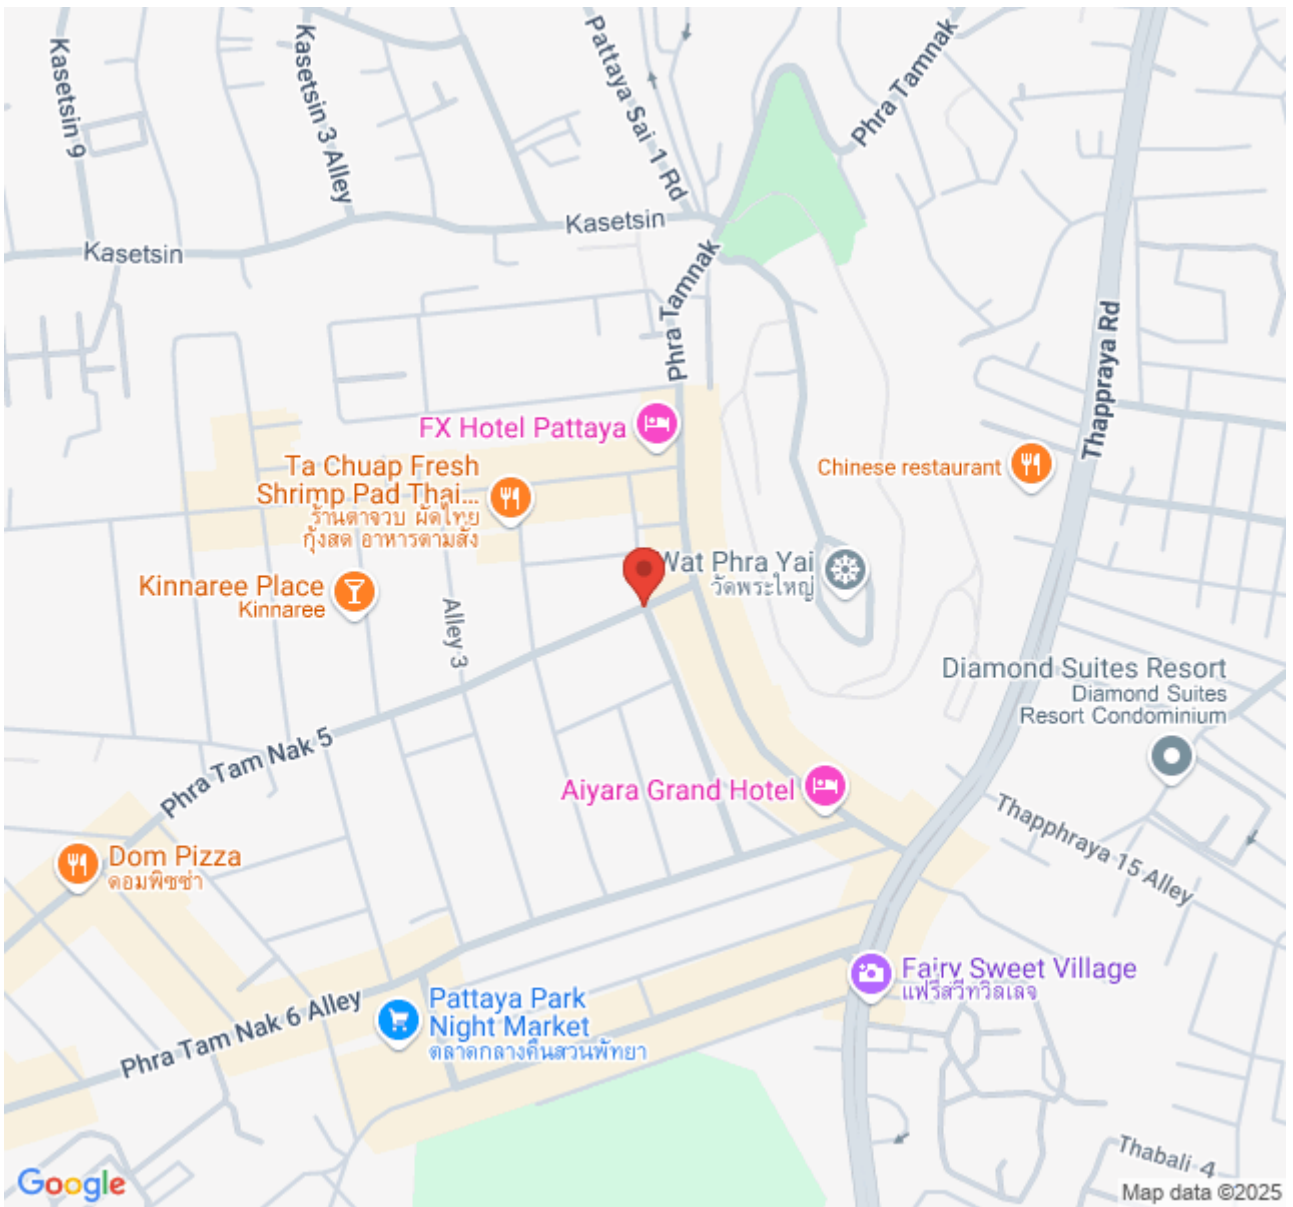 Kasetsin 9
Kasetsin 3 Alley
Pattaya Sai 1 Rd
Phra Tamnak
Kasetsin
Kasetsin
Phra Tamnak
Thappraya Rd
FX Hotel Pattaya
Ta Chuap Fresh
Shrimp Pad Thai...
ร้านตาจวบ ผัดไทย
กุ้งสด อาหารตามสั่ง
Chinese restaurant
Wat Phra Yai
วัดพระใหญ่
Kinnaree Place
Kinnaree
Alley 3
Diamond Suites Resort
Diamond Suites
Resort Condominium
Phra Tam Nak 5
Aiyara Grand Hotel
Thapphraya 15 Alley
Dom Pizza
ดอมพิซซ่า
Fairy Sweet Village
แฟรี่สวีทวิลเลจ
Pattaya Park
Night Market
ตลาดกลางคืนสวนพัทยา
Phra Tam Nak 6 Alley
Thabali 4
Google
Map data ©2025